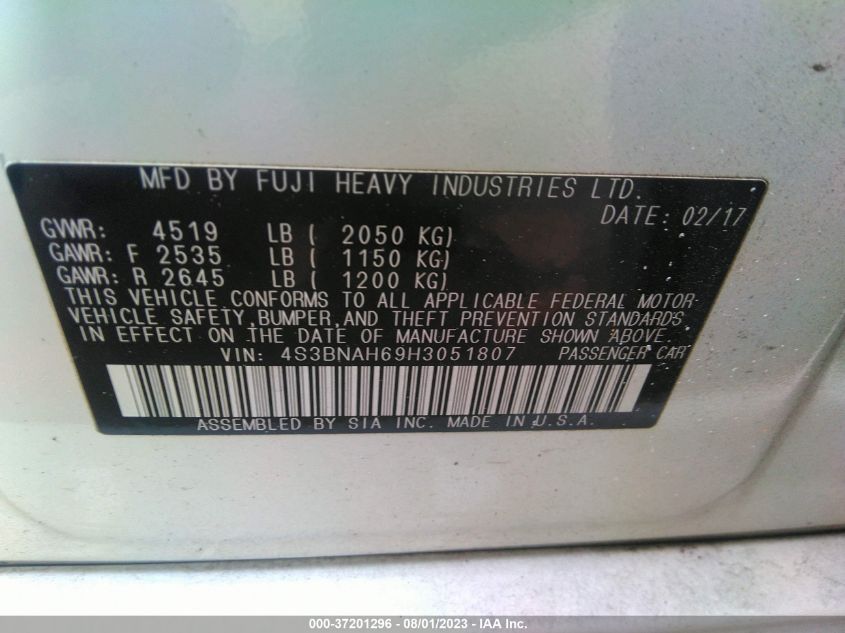 MFD BY FUJI HEAVY INDUSTRIES LTD.
DATE: 02/17
GVWR: 4519 LB ( 2050 KG)
GAWR: F 2535 LB ( 1150 KG)
GAWR: R 2645 LB ( 1200 KG)
THIS VEHICLE CONFORMS TO ALL APPLICABLE FEDERAL MOTOR
VEHICLE SAFETY,BUMPER,AND THEFT PREVENTION STANDARDS
IN EFFECT ON THE DATE OF MANUFACTURE SHOWN ABOVE.
VIN: 4S3BNAH69H3051807 PASSENGER CAR
ASSEMBLED BY SIA INC. MADE IN U.S.A.
000-37201296 - 08/01/2023 - IAA Inc.